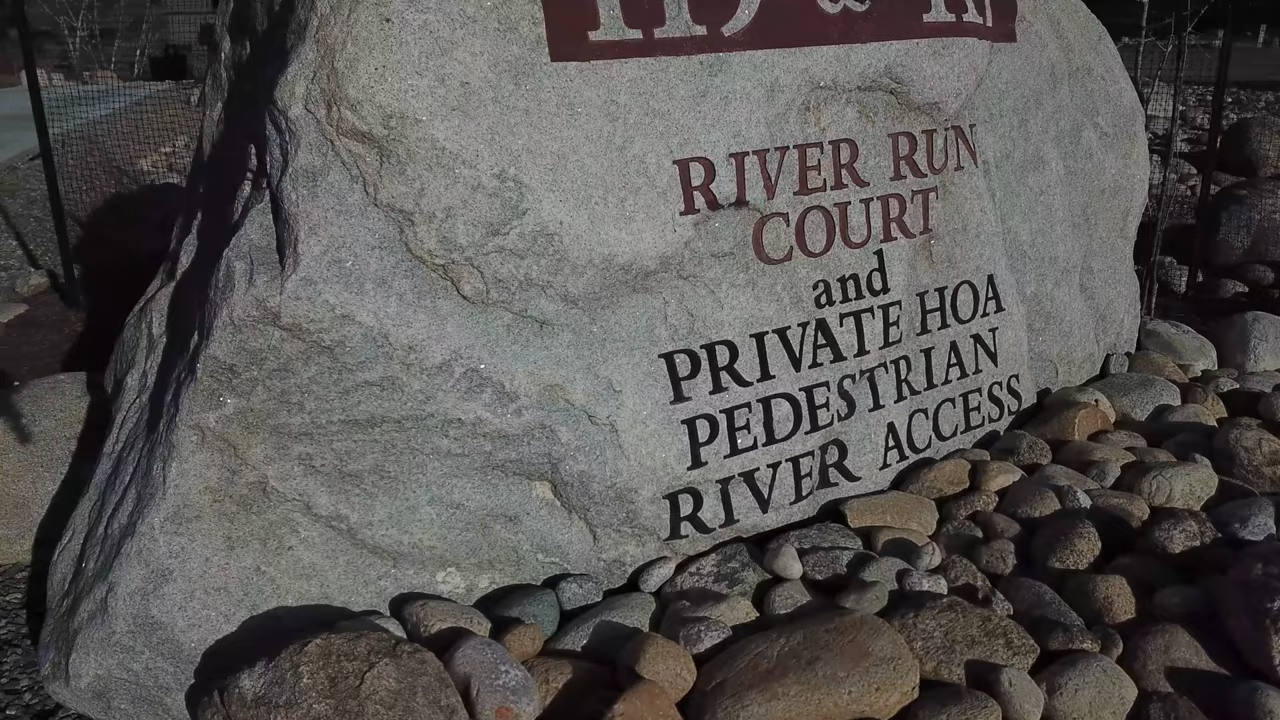 RIVER RUN
COURT
and
PRIVATE HOA
PEDESTRIAN
RIVER ACCESS